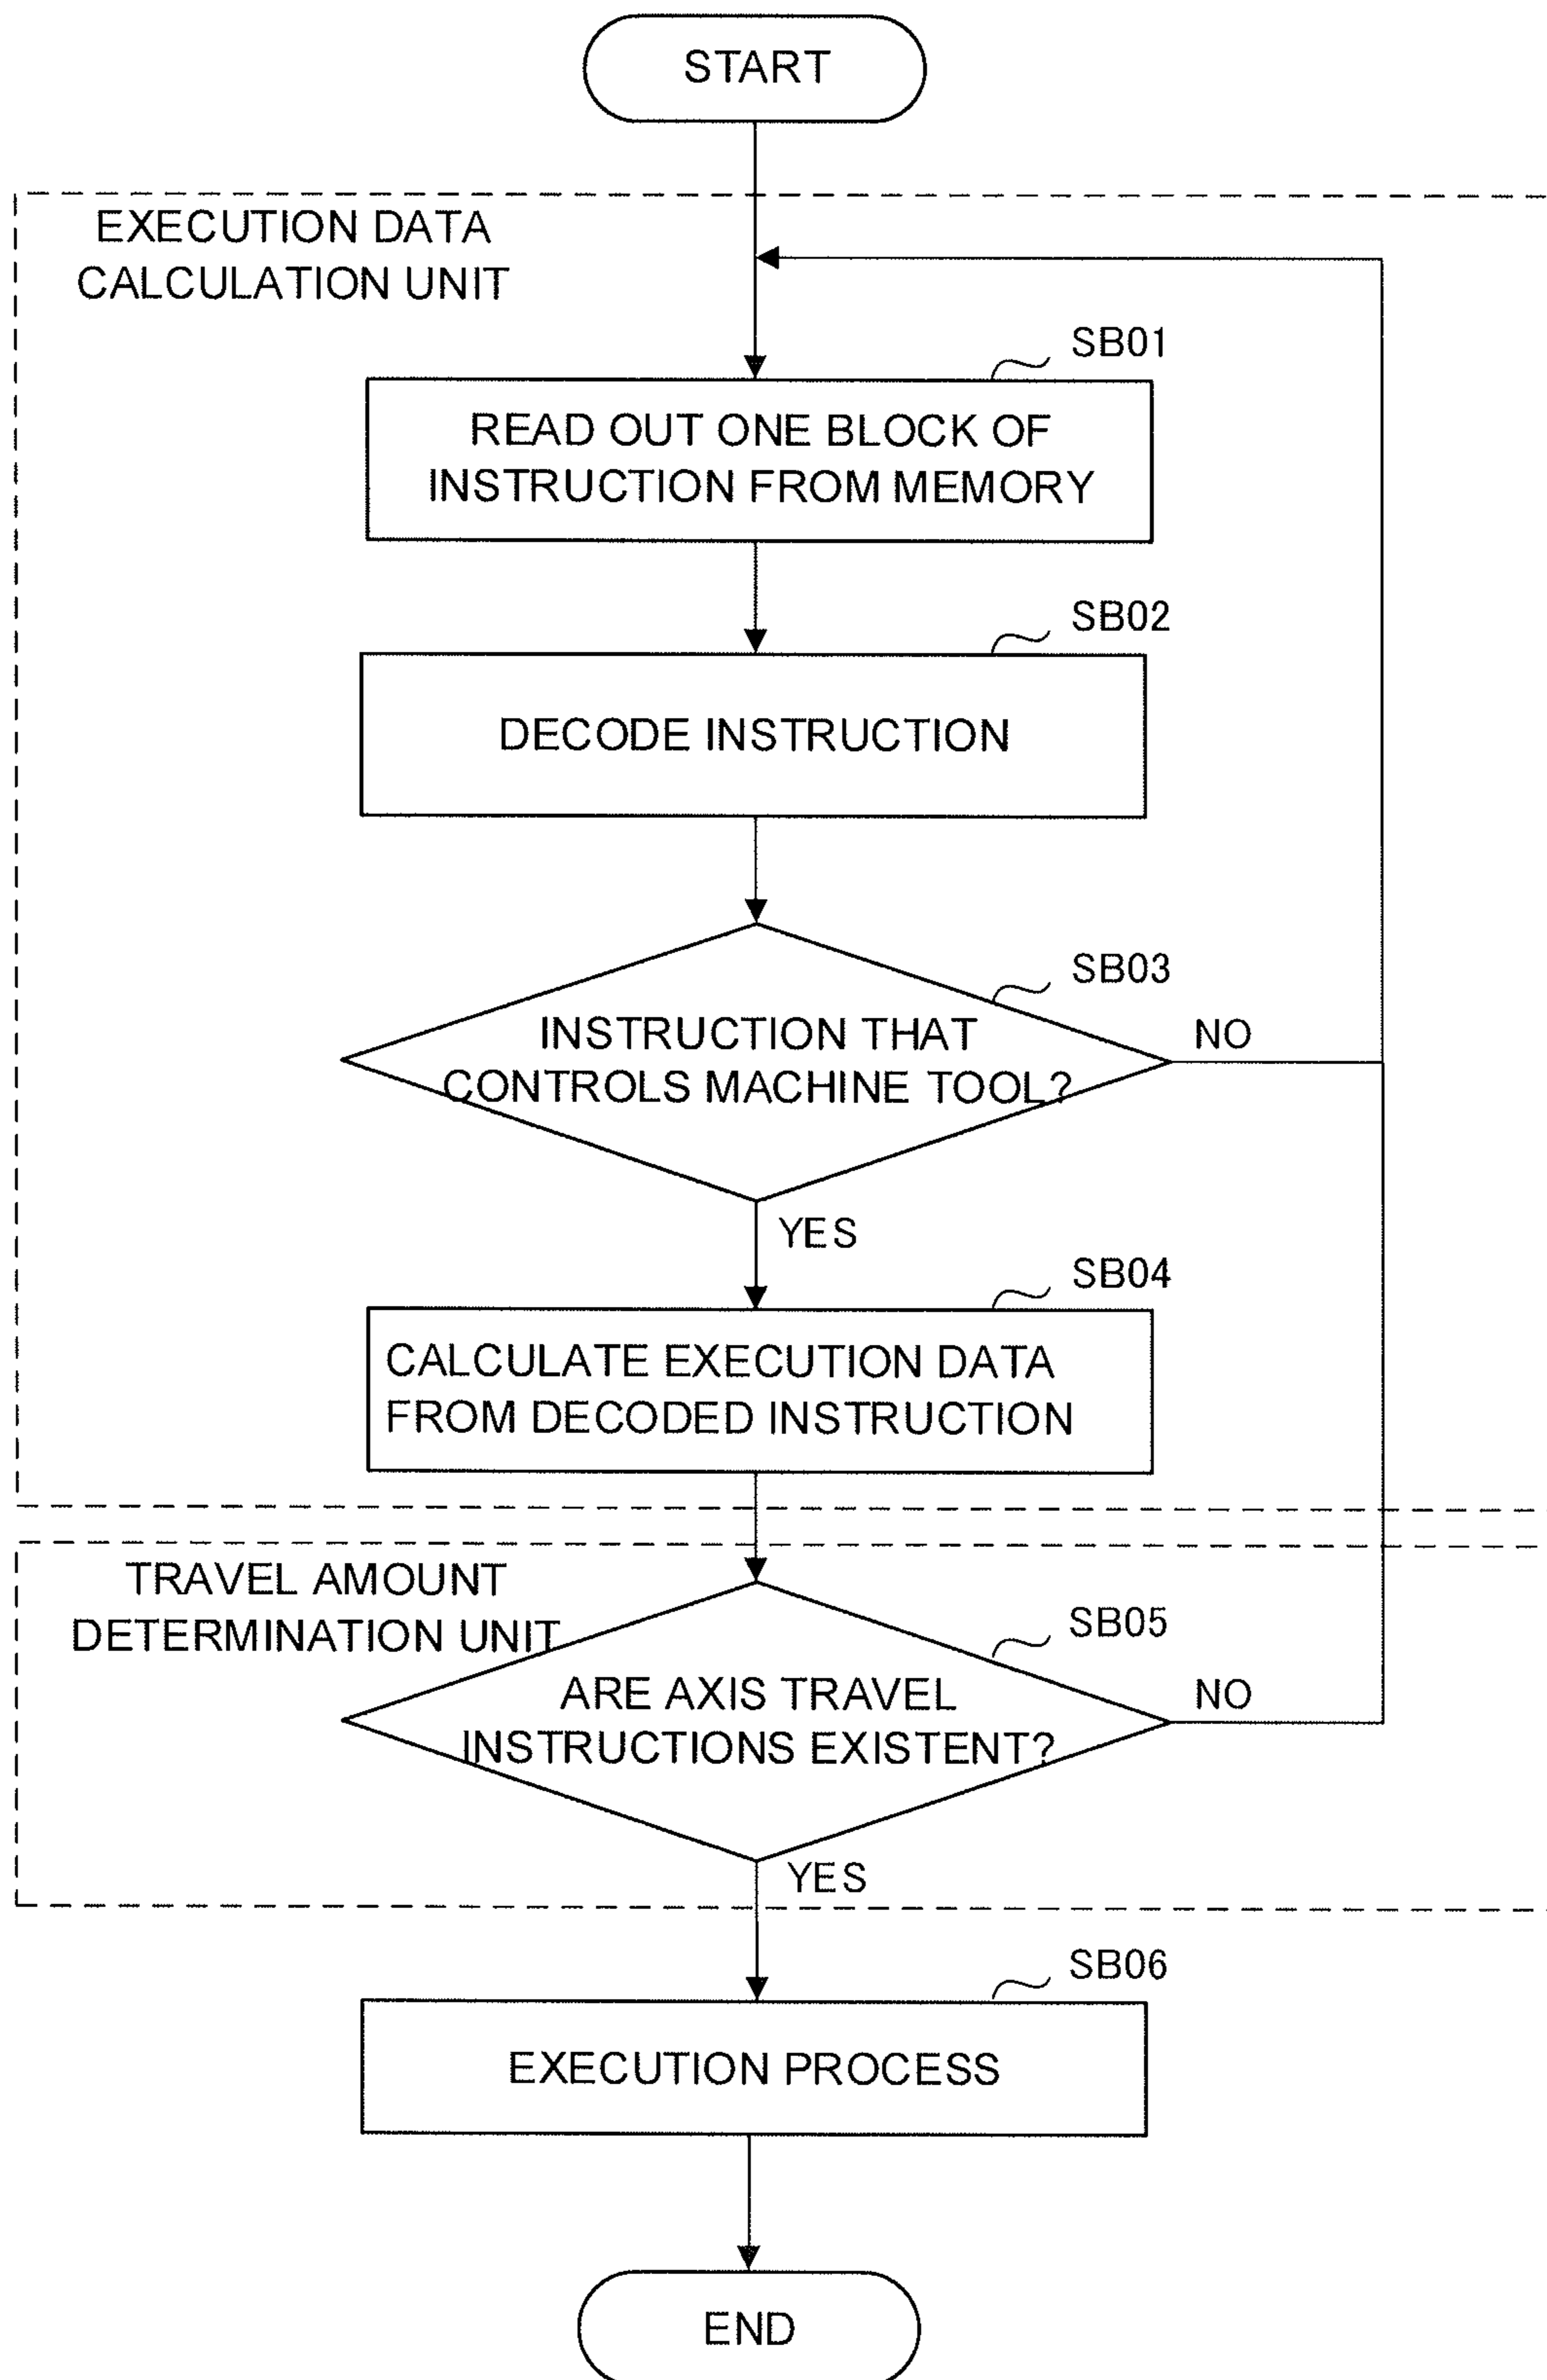 START
EXECUTION DATA
CALCULATION UNIT
SB01
READ OUT ONE BLOCK OF
INSTRUCTION FROM MEMORY
SB02
DECODE INSTRUCTION
SB03
INSTRUCTION THAT
CONTROLS MACHINE TOOL?
NO
YES
SB04
CALCULATE EXECUTION DATA
FROM DECODED INSTRUCTION
TRAVEL AMOUNT
DETERMINATION UNIT
SB05
ARE AXIS TRAVEL
INSTRUCTIONS EXISTENT?
NO
YES
SB06
EXECUTION PROCESS
END